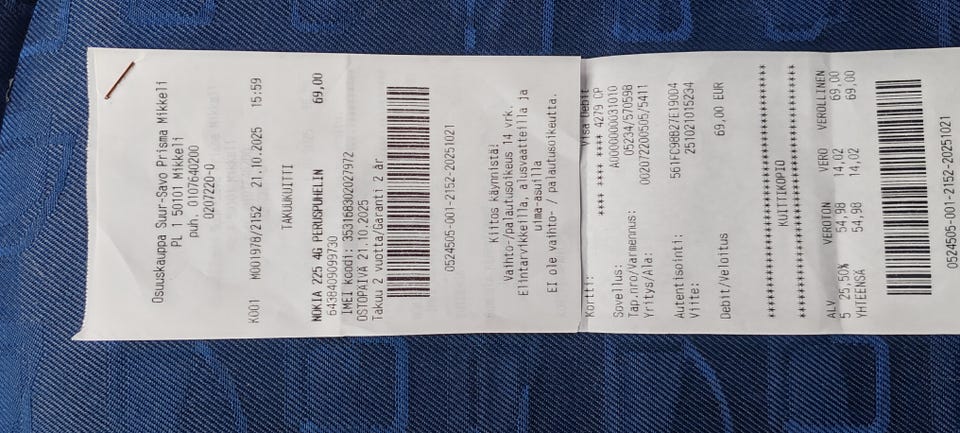 Osuuskauppa Suur-Savo Prisma Mikkeli
PL 1 50101 Mikkeli
puh. 0107640200
0207220-0
K001 M001978/2152 21.10.2025 15:59
TAKUUKUITTI
NOKIA 225 4G PERUSPUHELIN 69,00
6438409099730
IMEI koodi: 353168302027972
OSTOPAIVA 21.10.2025
Takuu 2 vuotta/Garanti 2 år
0524505-001-2152-20251021
Kiitos käynnistä!
Vaihto-/palautusoikeus 14 vrk.
Elintarvikkeilla, alusvaatteilla ja
uima-asuilla
EI ole vaihto- / palautusoikeutta.
Visa Debit
Kortti: **** **** **** 4279 CP
Sovellus: A0000000031010
Tap.nro/Varmennus: 05234/570598
Yritys/Ala: 002072200505/5411
Autentisointi: 561FC98B27E19004
Viite: 251021015234
Debit/Veloitus 69,00 EUR
****************************************
KUITTIKOPIO
****************************************
ALV VEROTON VERO VEROLLINEN
5 25,50% 54,98 14,02 69,00
YHTEENSA 54,98 14,02 69,00
0524505-001-2152-20251021